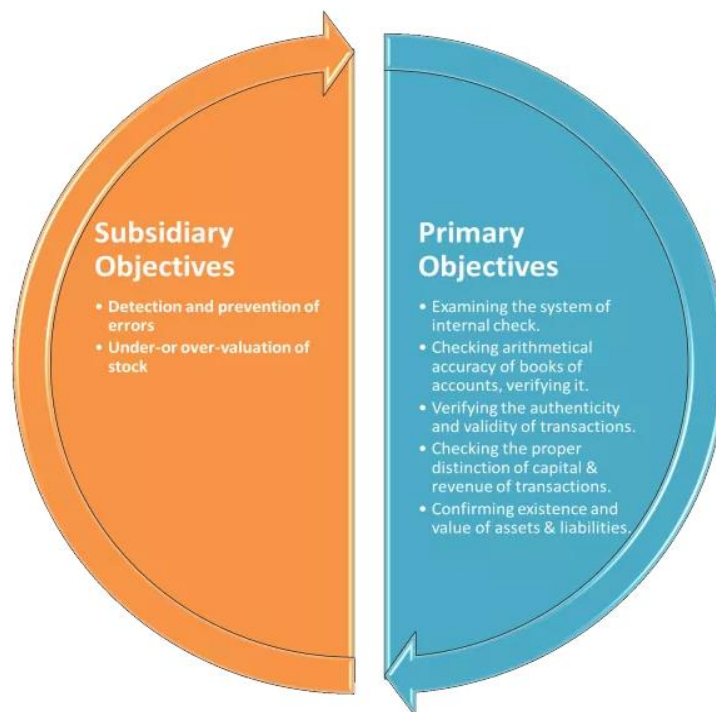 Subsidiary
Objectives
• Detection and prevention of
errors
• Under-or over-valuation of
stock
Primary
Objectives
• Examining the system of
internal check.
• Checking arithmetical
accuracy of books of
accounts, verifying it.
• Verifying the authenticity
and validity of transactions.
• Checking the proper
distinction of capital &
revenue of transactions.
• Confirming existence and
value of assets & liabilities.